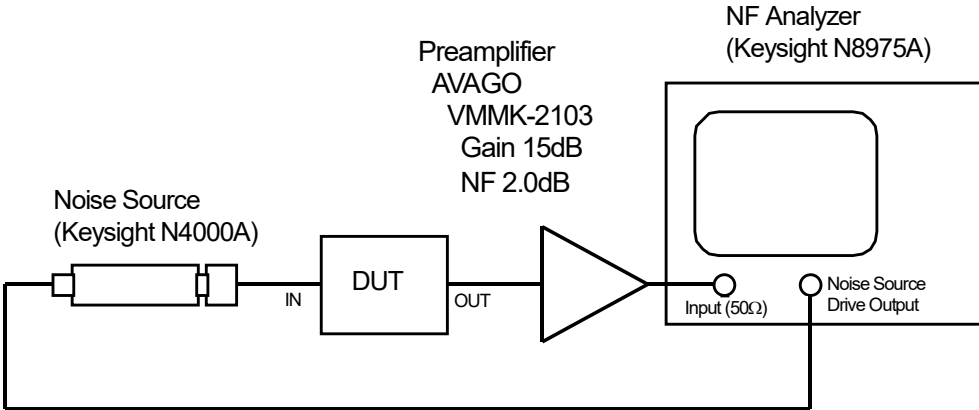 NF Analyzer
(Keysight N8975A)
Preamplifier
AVAGO
VMMK-2103
Gain 15dB
NF 2.0dB
Noise Source
(Keysight N4000A)
DUT
IN
OUT
Input (50Ω)
Noise Source
Drive Output